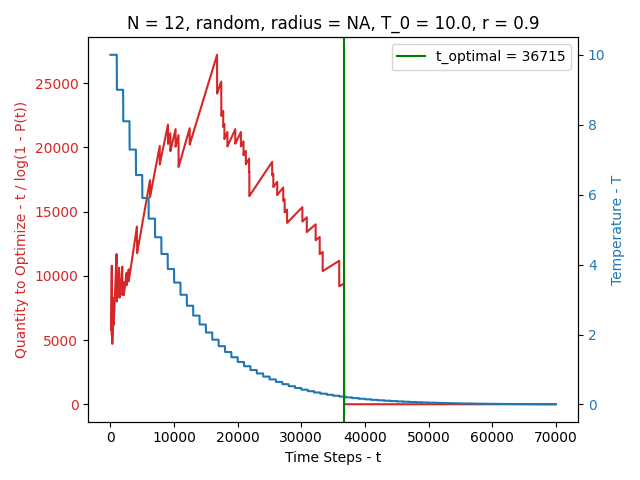 N = 12, random, radius = NA, T_0 = 10.0, r = 0.9
t_optimal = 36715
Quantity to Optimize - t / log(1 - P(t))
25000
20000
15000
10000
5000
0
10
8
6
4
2
0
Temperature - T
0 10000 20000 30000 40000 50000 60000 70000
Time Steps - t